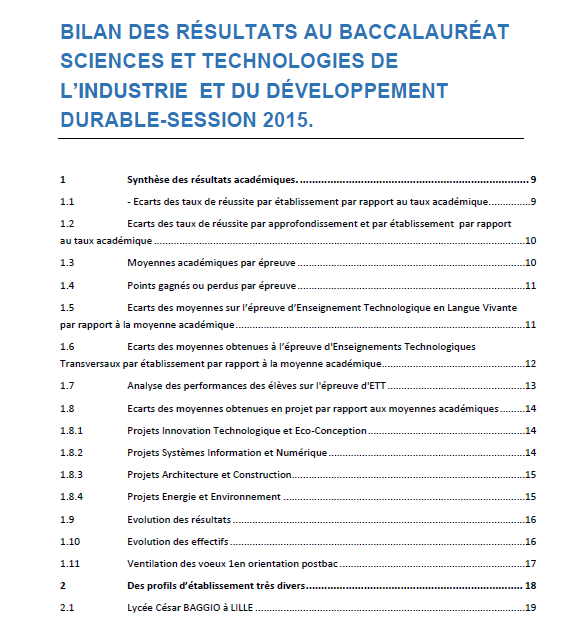 BILAN DES RÉSULTATS AU BACCALAURÉAT
SCIENCES ET TECHNOLOGIES DE
L’INDUSTRIE ET DU DÉVELOPPEMENT
DURABLE-SESSION 2015.
1 Synthèse des résultats académiques. 9
1.1 - Ecarts des taux de réussite par établissement par rapport au taux académique 9
1.2 Ecarts des taux de réussite par approfondissement et par établissement par rapport
au taux académique 10
1.3 Moyennes académiques par épreuve 10
1.4 Points gagnés ou perdus par épreuve 11
1.5 Ecarts des moyennes sur l’épreuve d’Enseignement Technologique en Langue Vivante
par rapport à la moyenne académique 11
1.6 Ecarts des moyennes obtenues à l’épreuve d'Enseignements Technologiques
Transversaux par établissement par rapport à la moyenne académique 12
1.7 Analyse des performances des élèves sur l'épreuve d'ETT 13
1.8 Ecarts des moyennes obtenues en projet par rapport aux moyennes académiques 14
1.8.1 Projets Innovation Technologique et Eco-Conception 14
1.8.2 Projets Systèmes Information et Numérique 14
1.8.3 Projets Architecture et Construction 15
1.8.4 Projets Energie et Environnement 15
1.9 Evolution des résultats 16
1.10 Evolution des effectifs 16
1.11 Ventilation des voeux 1en orientation postbac 17
2 Des profils d’établissement très divers 18
2.1 Lycée César BAGGIO à LILLE 19